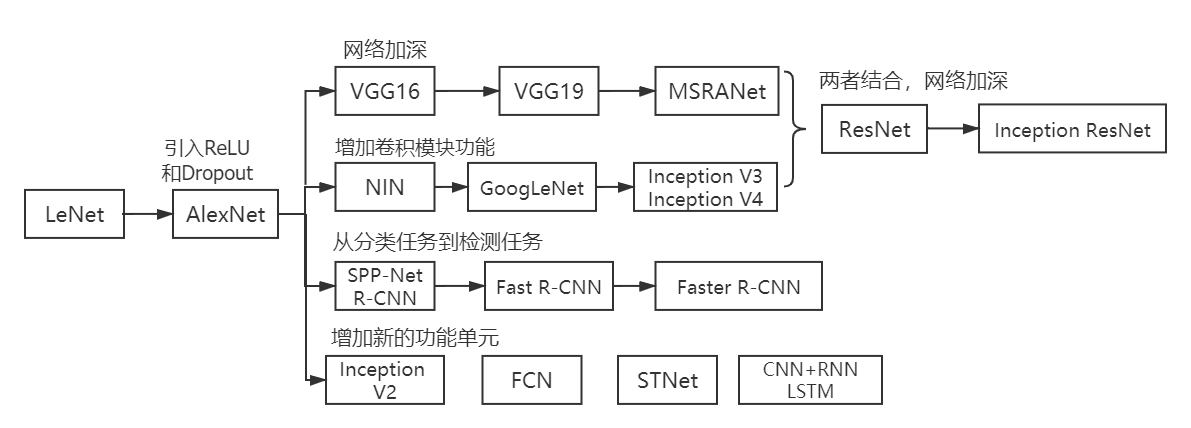 网络加深
VGG16
VGG19
MSRANet
两者结合，网络加深
ResNet
Inception ResNet
引入ReLU
和Dropout
增加卷积模块功能
NIN
GoogLeNet
Inception V3
Inception V4
LeNet
AlexNet
从分类任务到检测任务
SPP-Net
R-CNN
Fast R-CNN
Faster R-CNN
增加新的功能单元
Inception
V2
FCN
STNet
CNN+RNN
LSTM